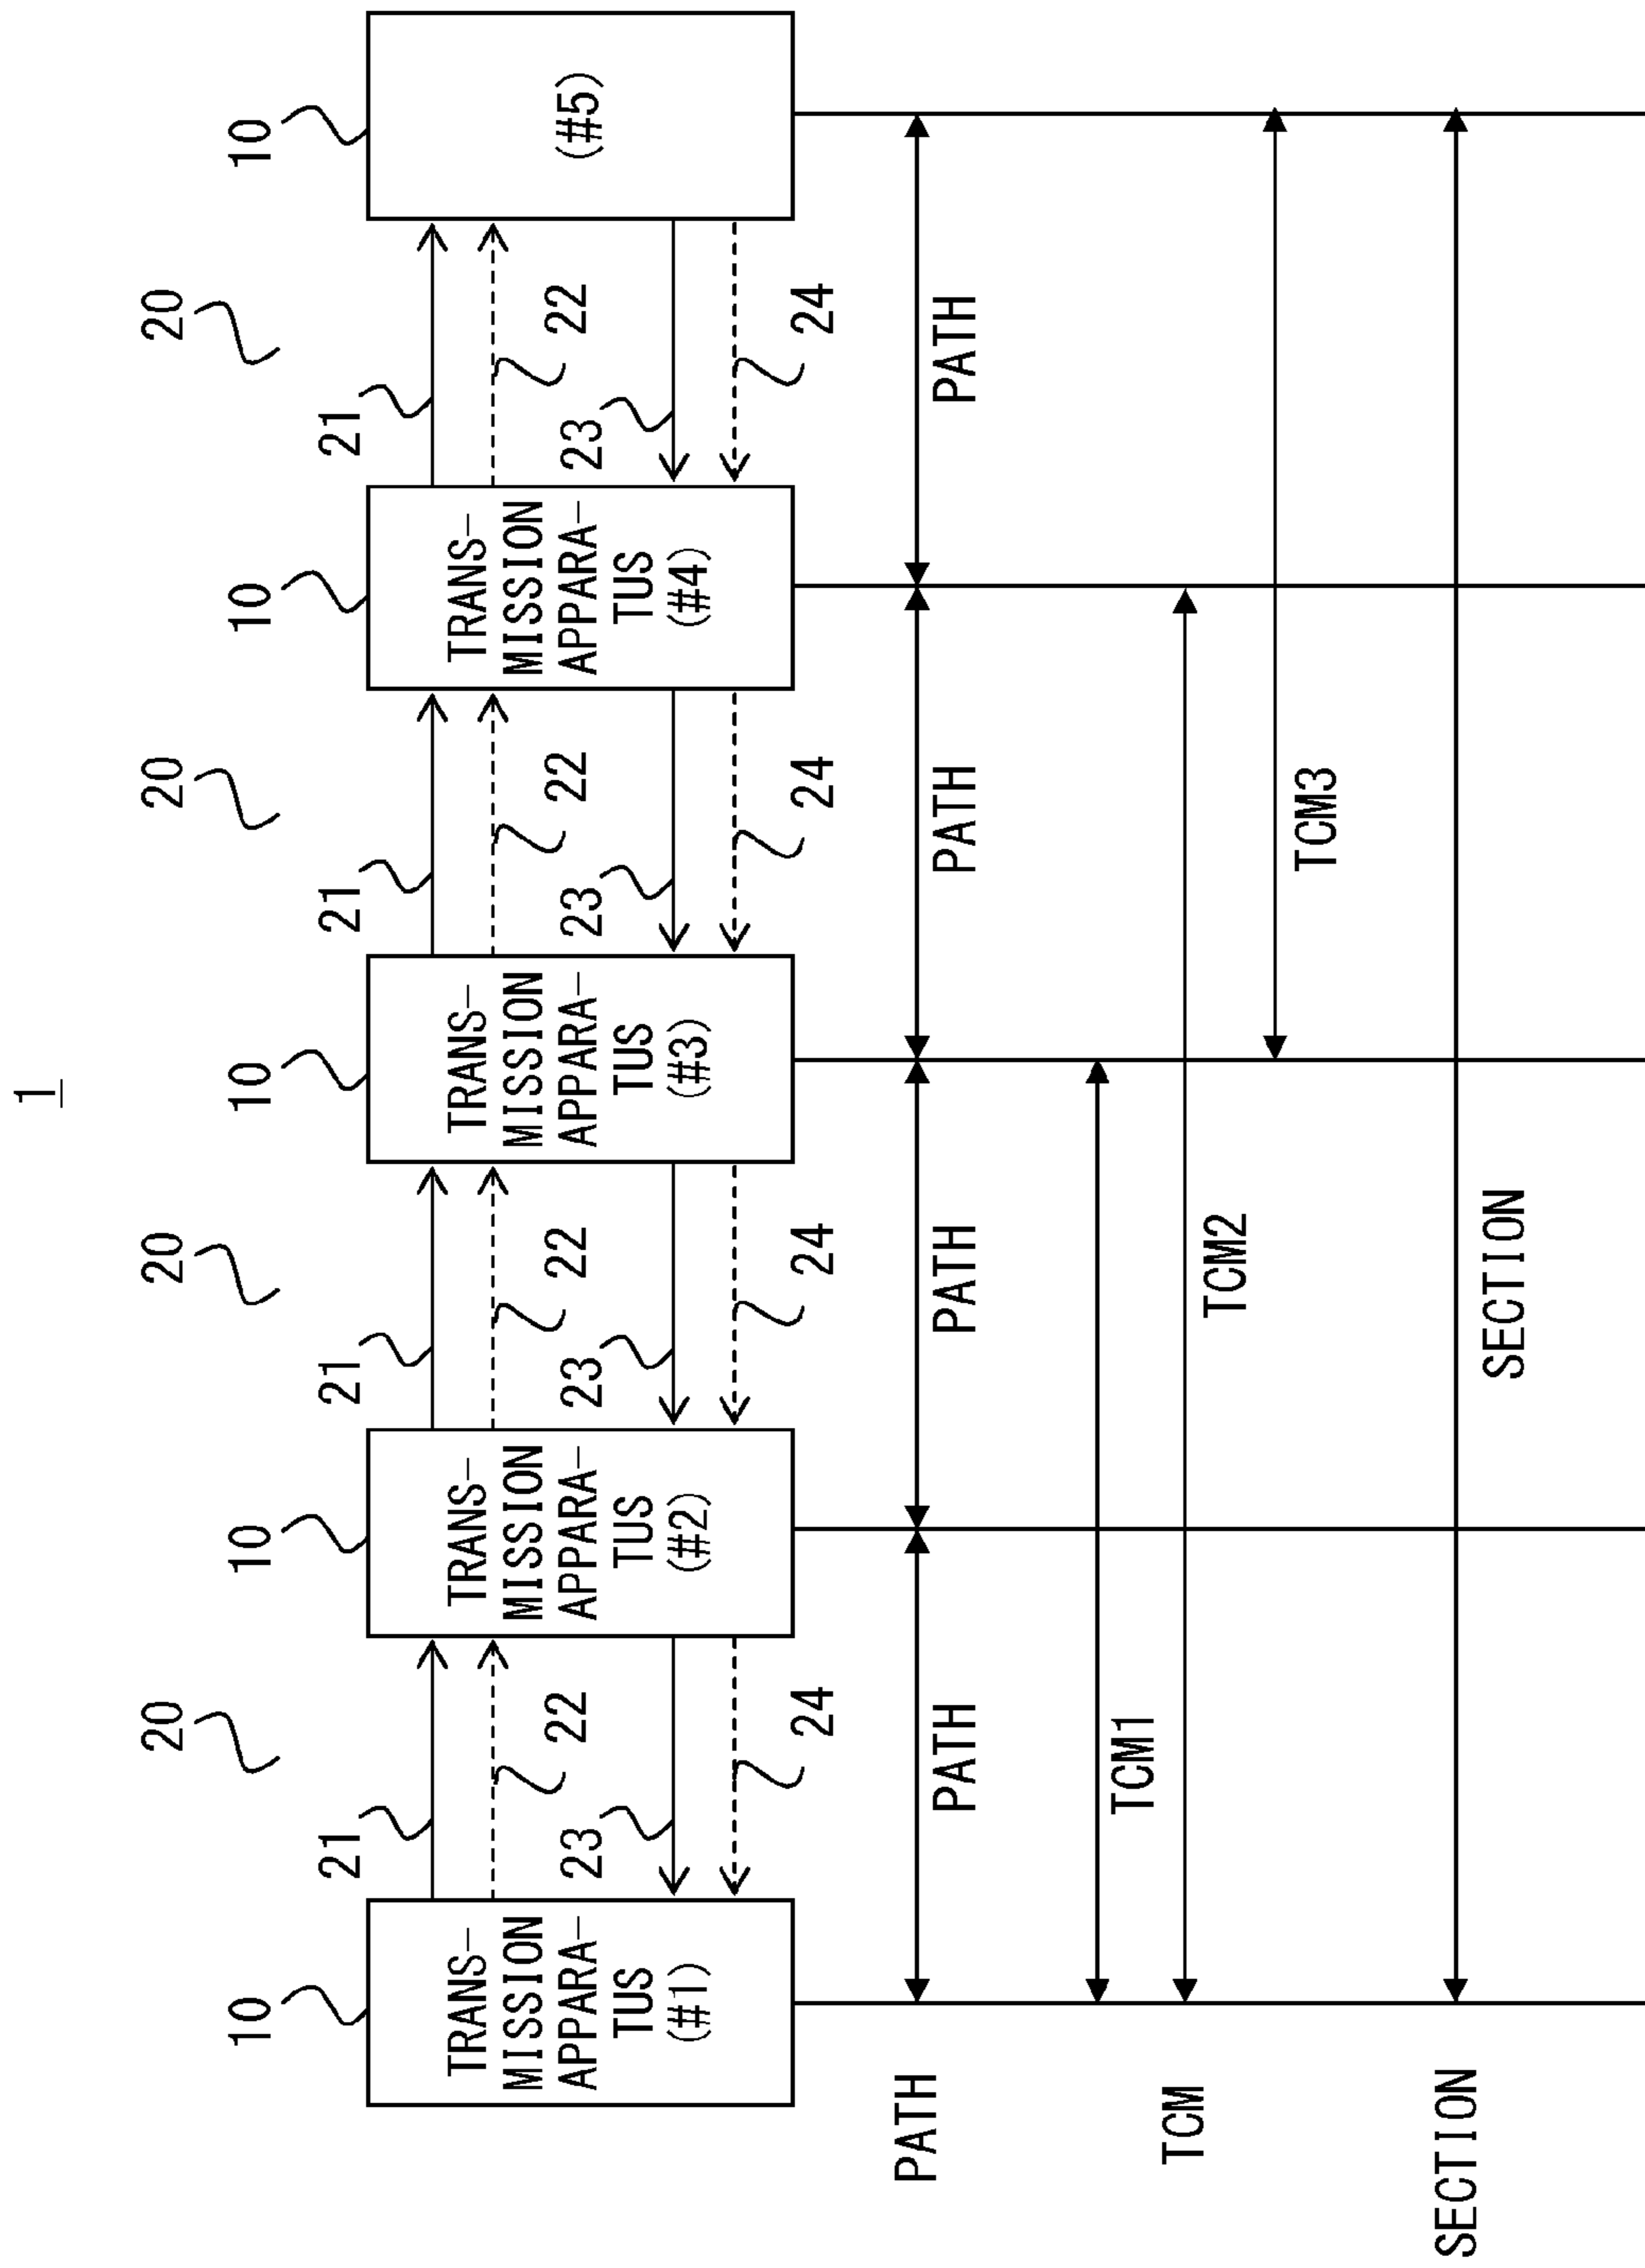 1
20
20
20
20
10
10
10
10
10
21
21
21
21
TRANS-
MISSION
APPARA-
TUS
(#1)
TRANS-
MISSION
APPARA-
TUS
(#2)
TRANS-
MISSION
APPARA-
TUS
(#3)
TRANS-
MISSION
APPARA-
TUS
(#4)
(#5)
22
22
22
22
23
23
23
23
24
24
24
24
PATH
PATH
PATH
PATH
PATH
TCM
TCM1
TCM2
TCM3
SECTION
SECTION